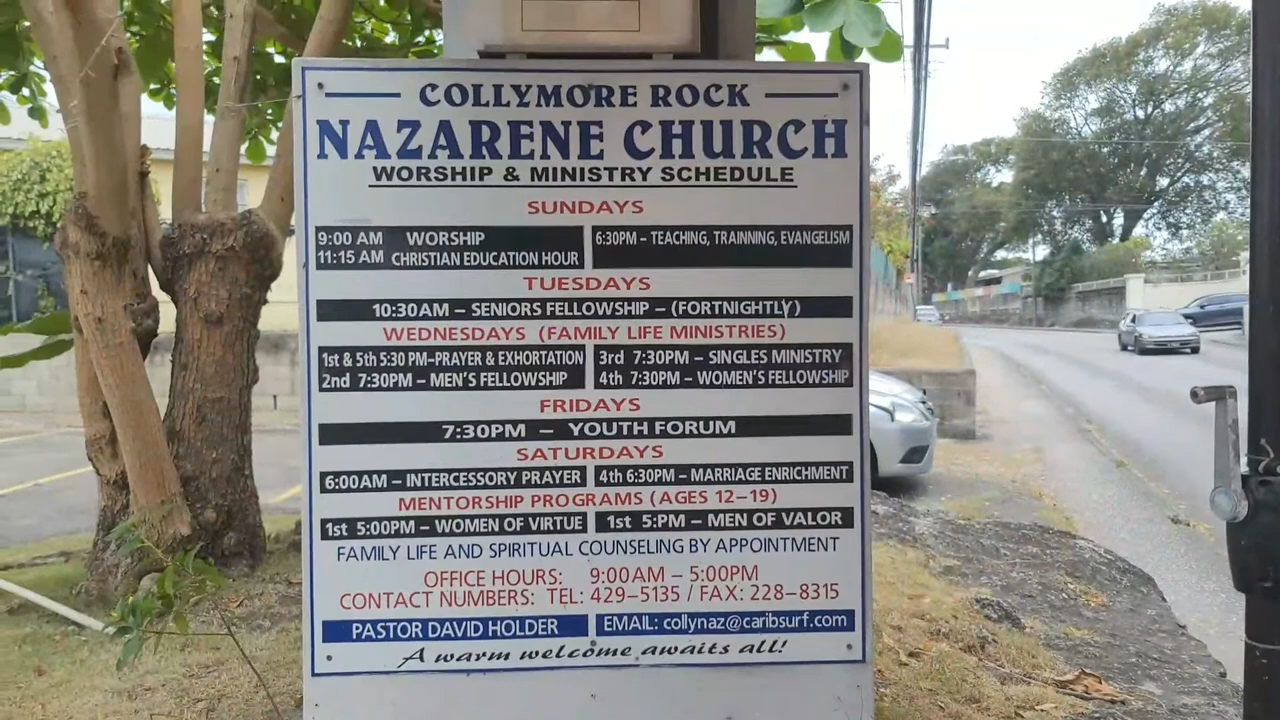 COLLYMORE ROCK
NAZARENE CHURCH
WORSHIP & MINISTRY SCHEDULE
SUNDAYS
9:00 AM WORSHIP
11:15 AM CHRISTIAN EDUCATION HOUR
6:30PM – TEACHING, TRAINNING, EVANGELISM
TUESDAYS
10:30AM – SENIORS FELLOWSHIP – (FORTNIGHTLY)
WEDNESDAYS (FAMILY LIFE MINISTRIES)
1st & 5th 5:30 PM–PRAYER & EXHORTATION
2nd 7:30PM – MEN'S FELLOWSHIP
3rd 7:30PM – SINGLES MINISTRY
4th 7:30PM – WOMEN'S FELLOWSHIP
FRIDAYS
7:30PM – YOUTH FORUM
SATURDAYS
6:00AM – INTERCESSORY PRAYER
4th 6:30PM – MARRIAGE ENRICHMENT
MENTORSHIP PROGRAMS (AGES 12–19)
1st 5:00PM – WOMEN OF VIRTUE
1st 5:PM – MEN OF VALOR
FAMILY LIFE AND SPIRITUAL COUNSELING BY APPOINTMENT
OFFICE HOURS: 9:00AM – 5:00PM
CONTACT NUMBERS: TEL: 429–5135 / FAX: 228–8315
PASTOR DAVID HOLDER
EMAIL: collynaz@caribsurf.com
A warm welcome awaits all!